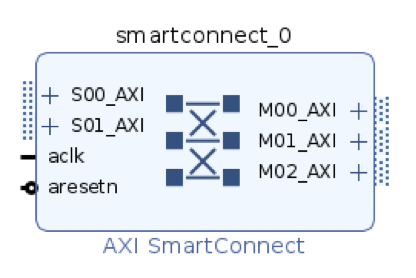 smartconnect_0
S00_AXI
S01_AXI
aclk
aresetn
M00_AXI
M01_AXI
M02_AXI
AXI SmartConnect